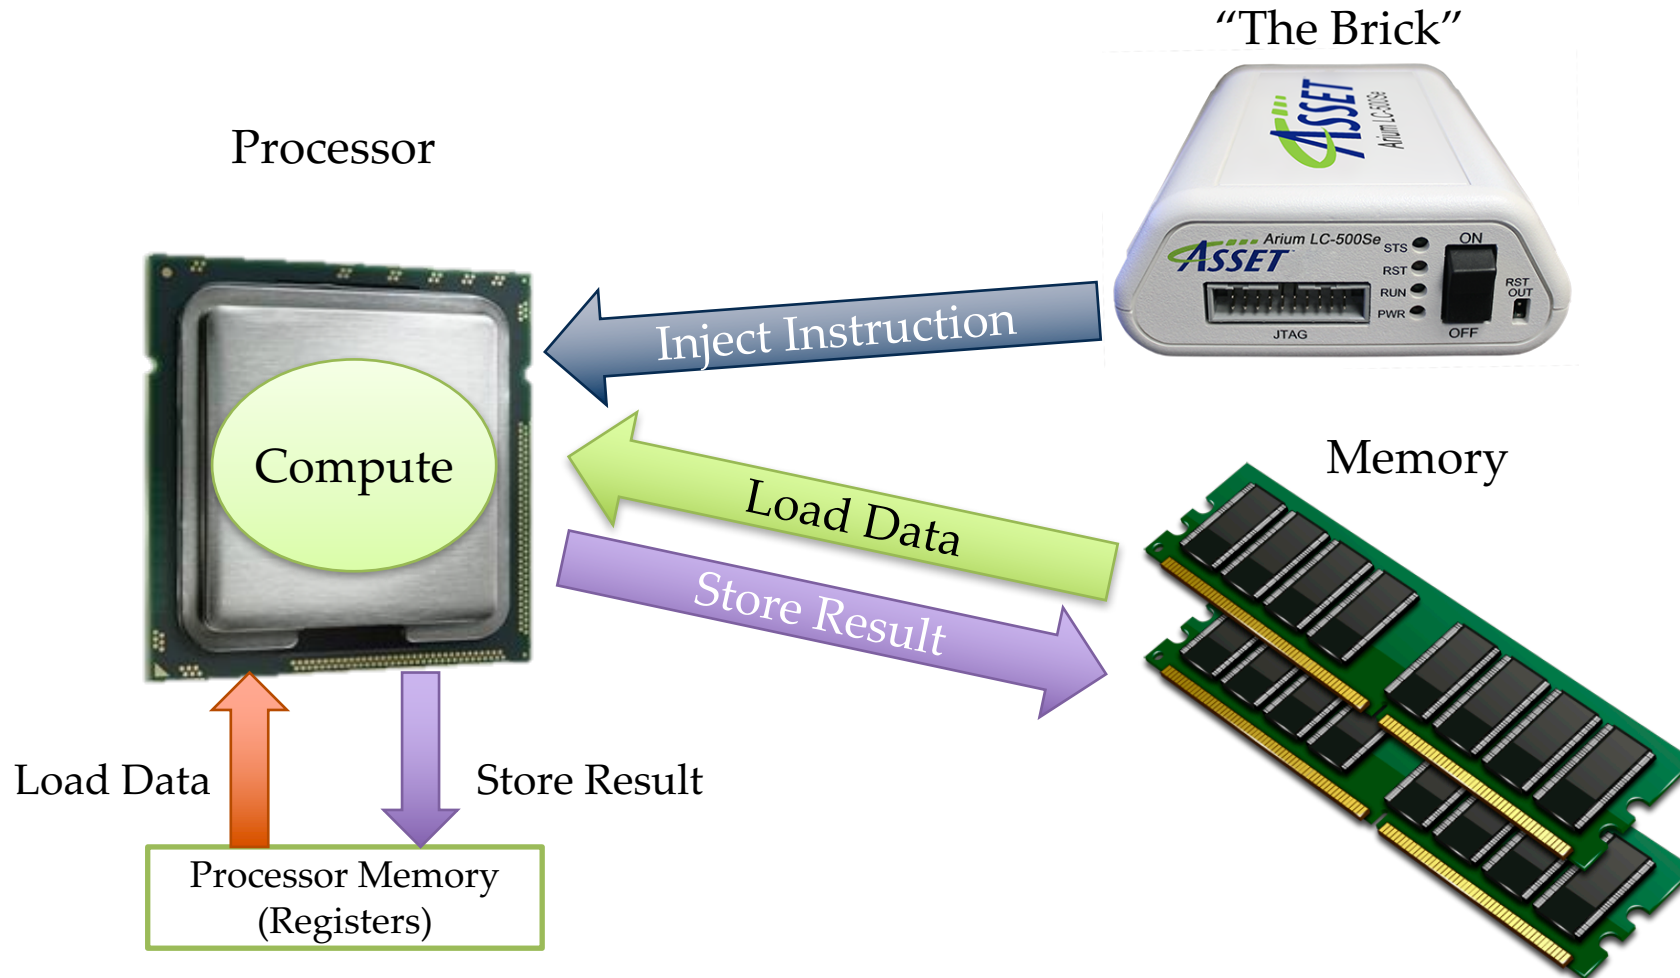 “The Brick”
ASSET
Arium LC-500Se
Processor
ASSET
Arium LC-500Se
STS
ON
RST
RUN
RST
OUT
PWR
JTAG
OFF
Inject Instruction
Compute
Memory
Load Data
Store Result
Load Data
Store Result
Processor Memory
(Registers)